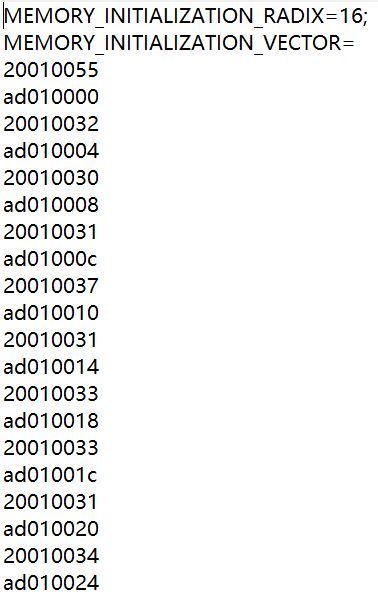 MEMORY_INITIALIZATION_RADIX=16;
MEMORY_INITIALIZATION_VECTOR=
20010055
ad010000
20010032
ad010004
20010030
ad010008
20010031
ad01000c
20010037
ad010010
20010031
ad010014
20010033
ad010018
20010033
ad01001c
20010031
ad010020
20010034
ad010024